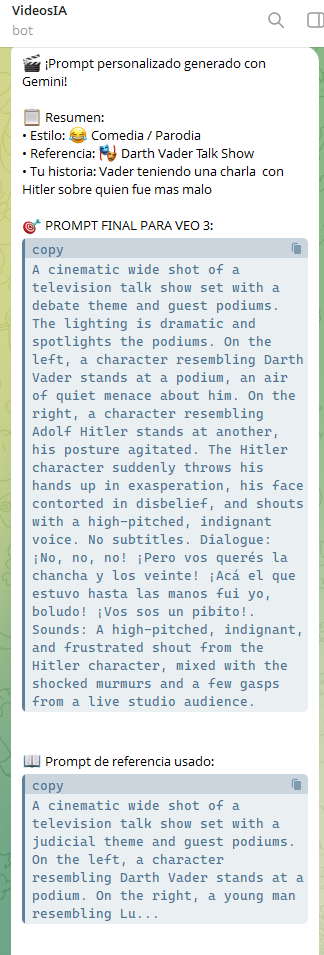 VideosIA
bot
🎬 ¡Prompt personalizado generado con
Gemini!
📋 Resumen:
• Estilo: 😂 Comedia / Parodia
• Referencia: 🎭 Darth Vader Talk Show
• Tu historia: Vader teniendo una charla con
Hitler sobre quien fue mas malo
🎯 PROMPT FINAL PARA VEO 3:
copy
A cinematic wide shot of a
television talk show set with a
debate theme and guest podiums.
The lighting is dramatic and
spotlights the podiums. On the
left, a character resembling Darth
Vader stands at a podium, an air
of quiet menace about him. On the
right, a character resembling
Adolf Hitler stands at another,
his posture agitated. The Hitler
character suddenly throws his
hands up in exasperation, his face
contorted in disbelief, and shouts
with a high-pitched, indignant
voice. No subtitles. Dialogue:
¡No, no, no! ¡Pero vos querés la
chancha y los veinte! ¡Acá el que
estuvo hasta las manos fui yo,
boludo! ¡Vos sos un pibito!.
Sounds: A high-pitched, indignant,
and frustrated shout from the
Hitler character, mixed with the
shocked murmurs and a few gasps
from a live studio audience.
📖 Prompt de referencia usado:
copy
A cinematic wide shot of a
television talk show set with a
judicial theme and guest podiums.
On the left, a character
resembling Darth Vader stands at a
podium. On the right, a young man
resembling Lu...